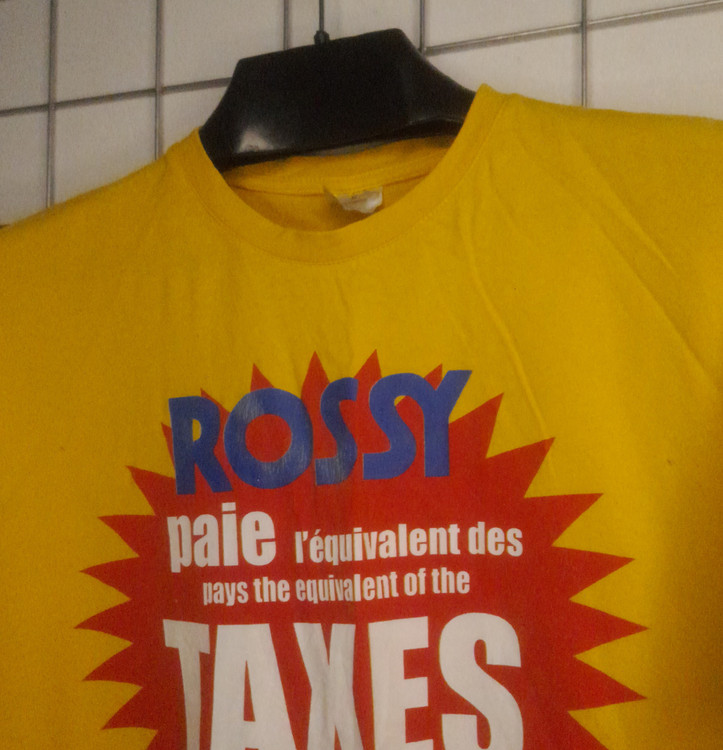 ROSSY
paie l'équivalent des
pays the equivalent of the
TAXES